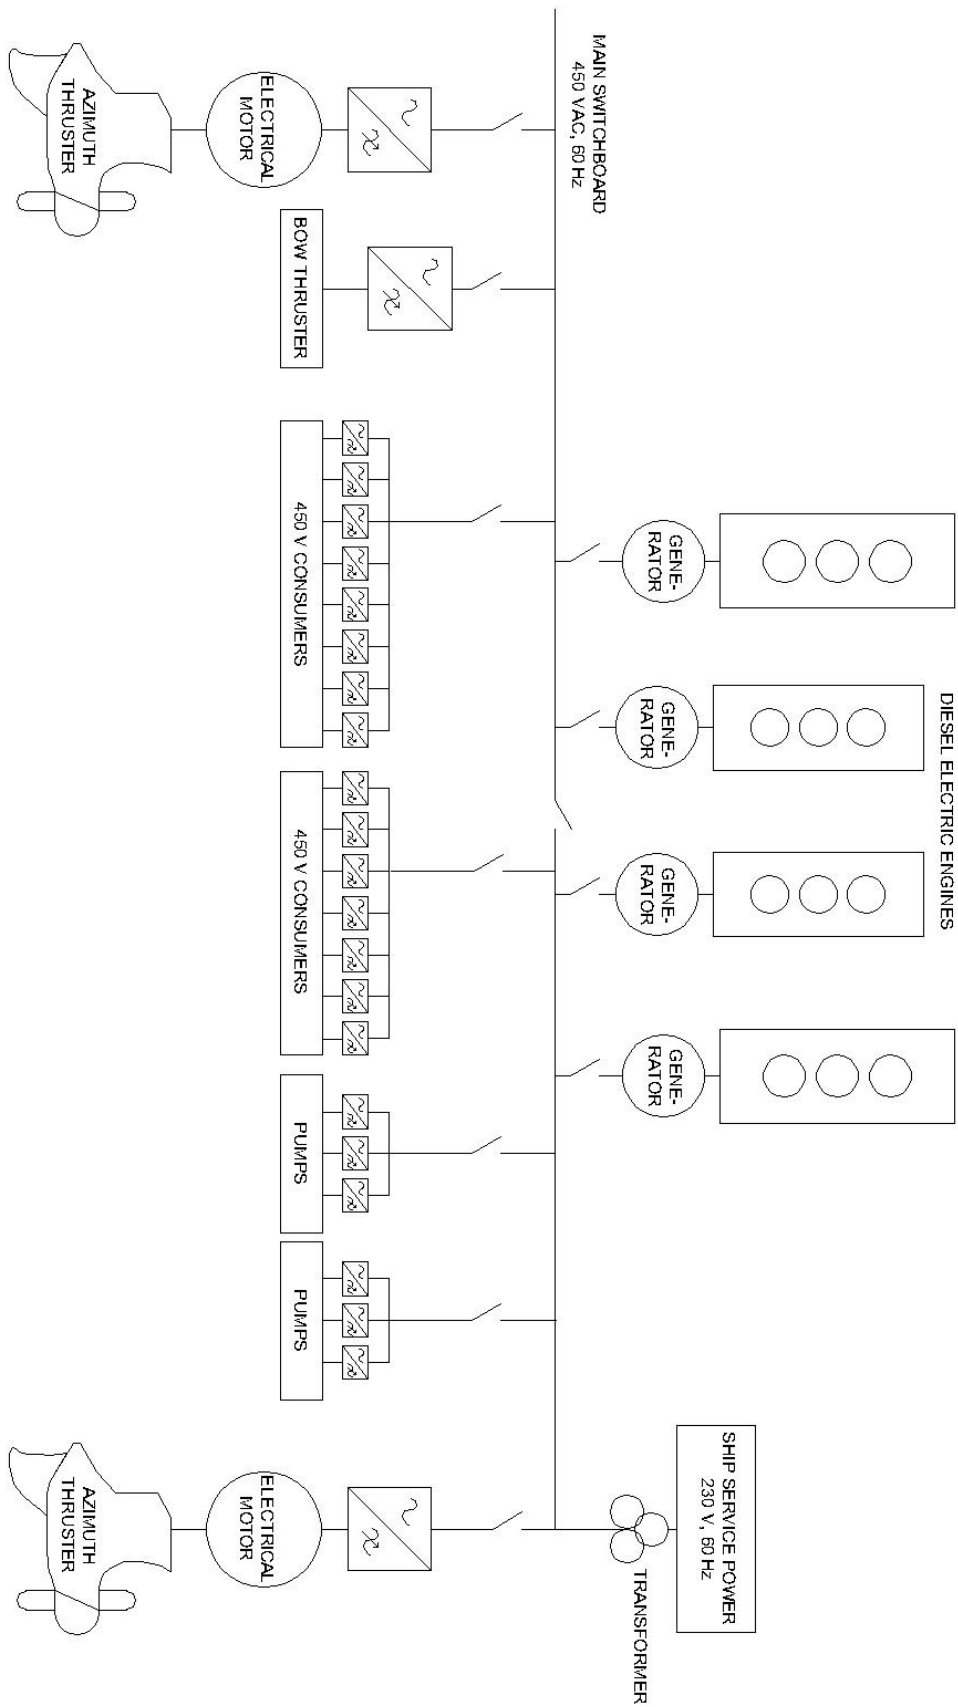 DIESEL ELECTRIC ENGINES
GENE-
RATOR
GENE-
RATOR
GENE-
RATOR
GENE-
RATOR
SHIP SERVICE POWER
230 V, 60 Hz
TRANSFORMER
MAIN SWITCHBOARD
450 VAC, 60 Hz
ELECTRICAL
MOTOR
AZIMUTH
THRUSTER
BOW THRUSTER
450 V CONSUMERS
450 V CONSUMERS
PUMPS
PUMPS
ELECTRICAL
MOTOR
AZIMUTH
THRUSTER